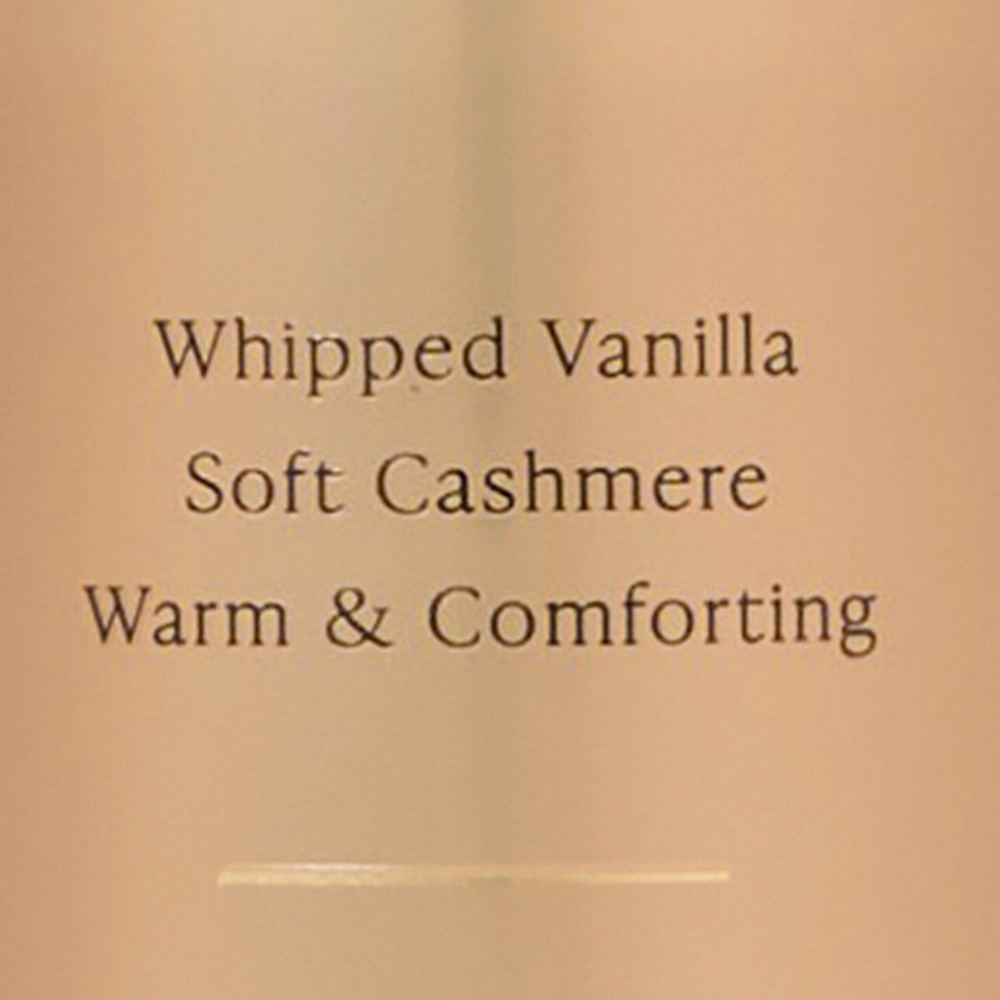 Whipped Vanilla
Soft Cashmere
Warm & Comforting